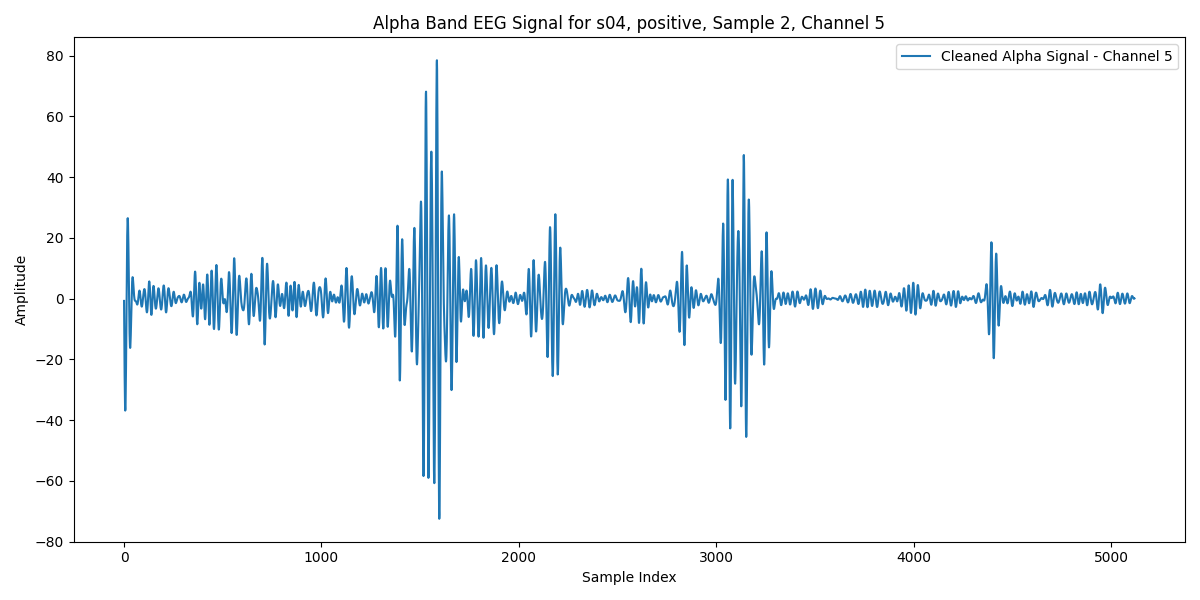 Alpha Band EEG Signal for s04, positive, Sample 2, Channel 5
Cleaned Alpha Signal - Channel 5
Amplitude
80
60
40
20
0
−20
−40
−60
−80
0 1000 2000 3000 4000 5000
Sample Index